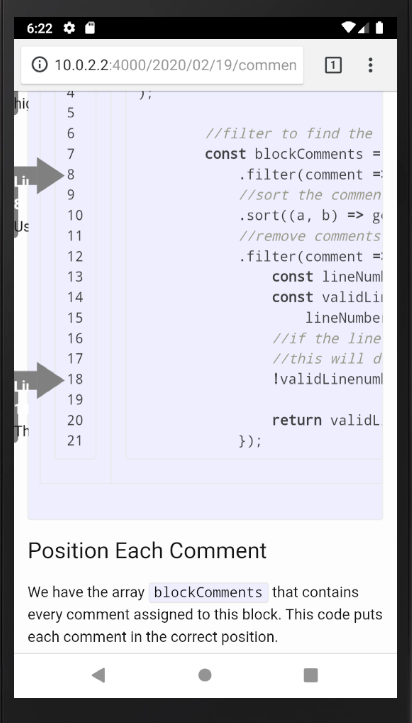 6:22
10.0.2.2:4000/2020/02/19/commen
1
4 );
5
6 //filter to find the
7 const blockComments =
8 .filter(comment =>
9 //sort the commen
10 .sort((a, b) => ge
11 //remove comments
12 .filter(comment =>
13 const lineNumb
14 const validLin
15 lineNumber
16 //if the line
17 //this will d
18 !validLinenumb
19
20 return validL
21 });
hid
Li
8
Us
Li
1
Th
Position Each Comment
We have the array blockComments that contains
every comment assigned to this block. This code puts
each comment in the correct position.